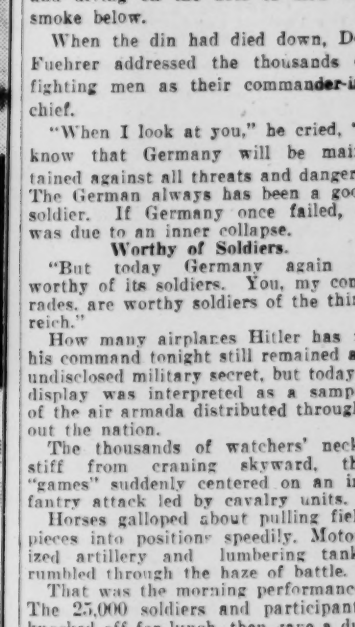 smoke below.
When the din had died down,
Fuehrer addressed the thousands
fighting men as their commander-i
chief.
"When I look at you," he cried, "
know that Germany will be mai
tained against all threats and danger
The German always has been a goo
soldier. If Germany once failed,
was due to an inner collapse.
Worthy of Soldiers.
"But today Germany again
worthy of its soldiers. You, my com
rades, are worthy soldiers of the thi
reich."
How many airplanes Hitler has
his command tonight still remained a
undisclosed military secret, but today
display was interpreted as a samp
of the air armada distributed throug
out the nation.
The thousands of watchers' neck
stiff from craning skyward, th
"games" suddenly centered on an i
fantry attack led by cavalry units.
Horses galloped about pulling fiel
pieces into positions speedily. Moto
ized artillery and lumbering tank
rumbled through the haze of battle.
That was the morning performanc
The 25,000 soldiers and participant